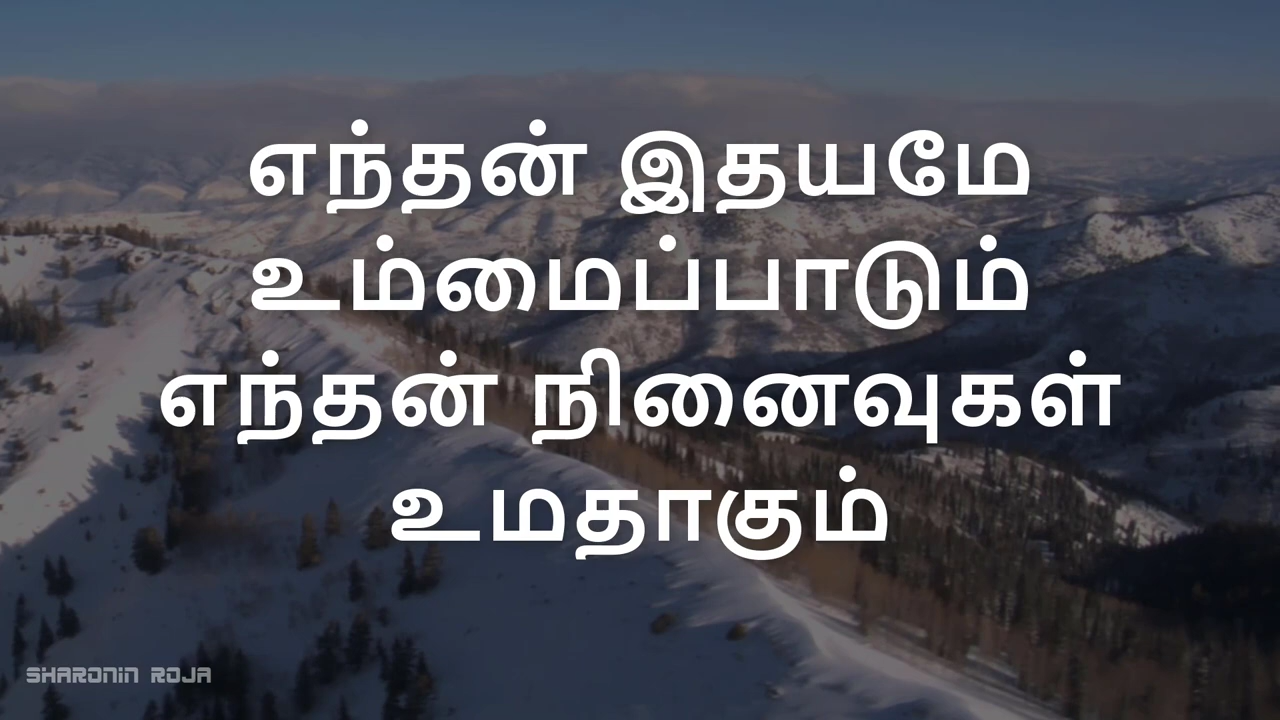 எந்தன் இதயமே
உம்மைப்பாடும்
எந்தன் நினைவுகள்
உமதாகும்
SHARONIN ROJA